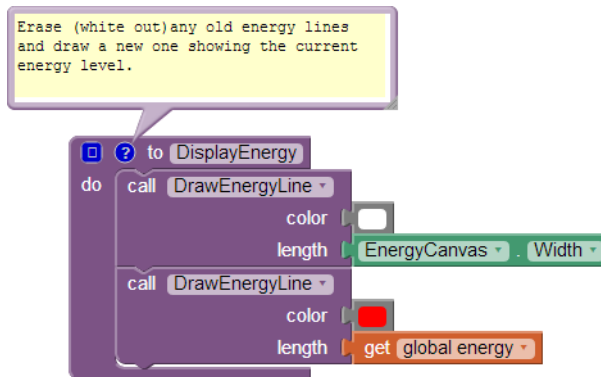 Erase (white out)any old energy lines
and draw a new one showing the current
energy level.
? to DisplayEnergy
do call DrawEnergyLine
color
length EnergyCanvas . Width
call DrawEnergyLine
color
length get global energy